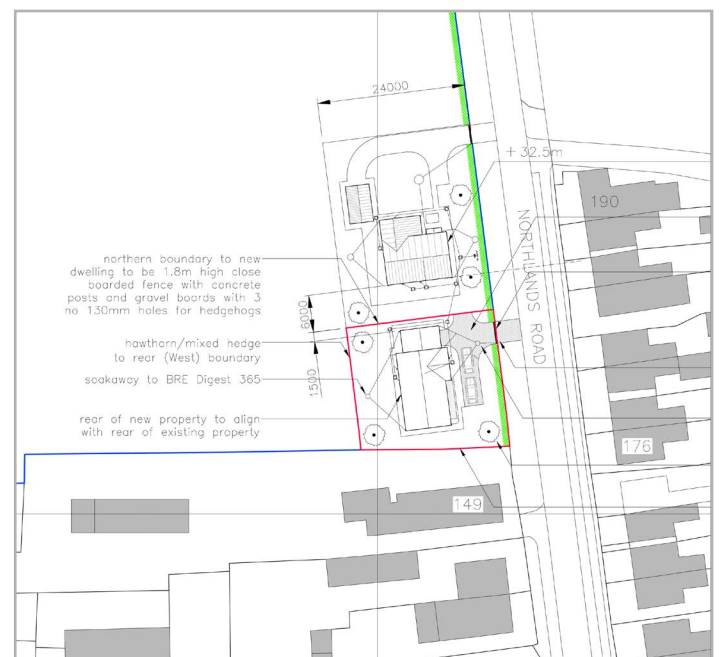 24000
+ 32.5m
190
NORTHLANDS ROAD
northern boundary to new
dwelling to be 1.8m high close
boarded fence with concrete
posts and gravel boards with 3
no 130mm holes for hedgehogs
6000
hawthorn/mixed hedge
to rear (West) boundary
1500
soakaway to BRE Digest 365
rear of new property to align
with rear of existing property
176
149